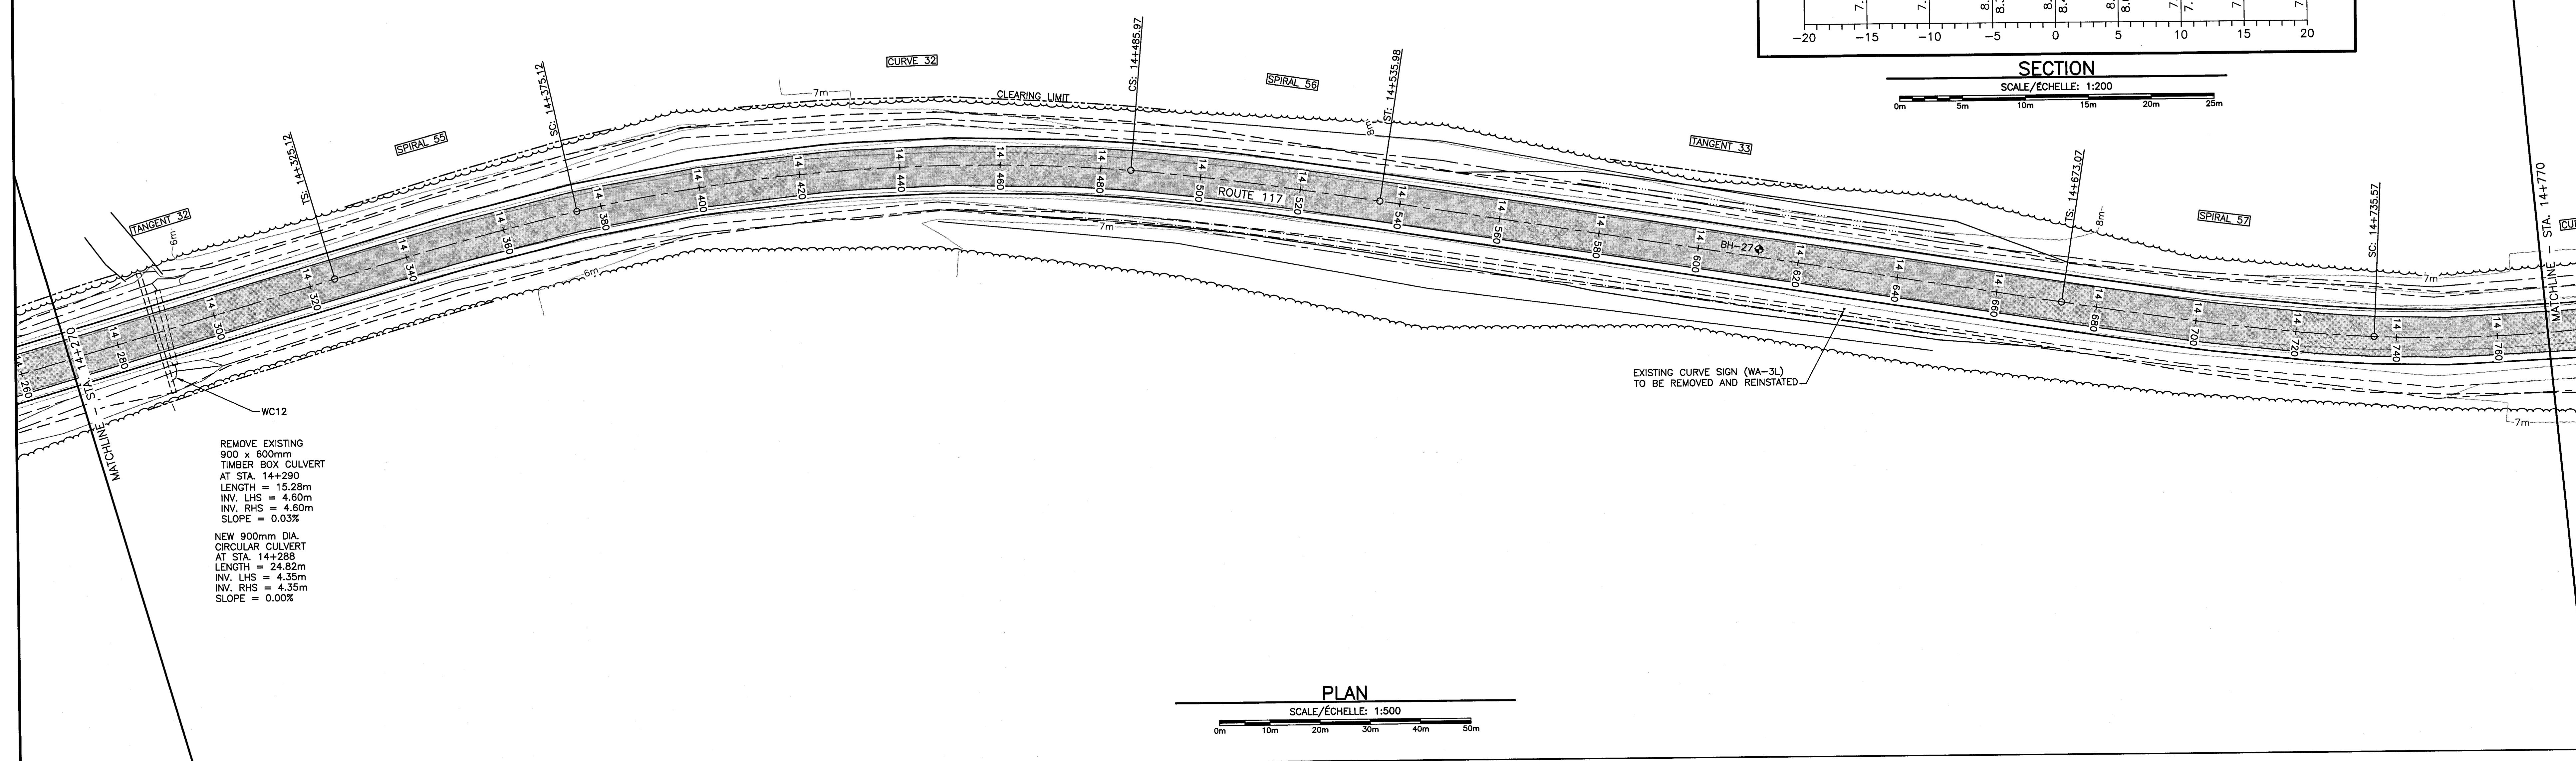 -20 -15 -10 -5 0 5 10 15 20
SECTION
SCALE/ÉCHELLE: 1:200
0m 5m 10m 15m 20m 25m
TANGENT 32
TS: 14+325.12
SPIRAL 55
SC: 14+375.12
CURVE 32
CLEARING LIMIT
CS: 14+485.97
SPIRAL 56
ST: 14+535.98
TANGENT 33
TS: 14+673.07
SPIRAL 57
SC: 14+735.57
MATCHLINE - STA. 14+770
MATCHLINE - STA. 14+270
6m
7m
8m
8m
7m
6m
7m
7m
14 260
14 280
14 300
14 320
14 340
14 360
14 380
14 400
14 420
14 440
14 460
14 480
14 500
14 520
14 540
14 560
14 580
14 600
14 620
14 640
14 660
14 680
14 700
14 720
14 740
14 760
ROUTE 117
BH-27
EXISTING CURVE SIGN (WA-3L)
TO BE REMOVED AND REINSTATED
WC12
REMOVE EXISTING
900 x 600mm
TIMBER BOX CULVERT
AT STA. 14+290
LENGTH = 15.28m
INV. LHS = 4.60m
INV. RHS = 4.60m
SLOPE = 0.03%
NEW 900mm DIA.
CIRCULAR CULVERT
AT STA. 14+288
LENGTH = 24.82m
INV. LHS = 4.35m
INV. RHS = 4.35m
SLOPE = 0.00%
PLAN
SCALE/ÉCHELLE: 1:500
0m 10m 20m 30m 40m 50m